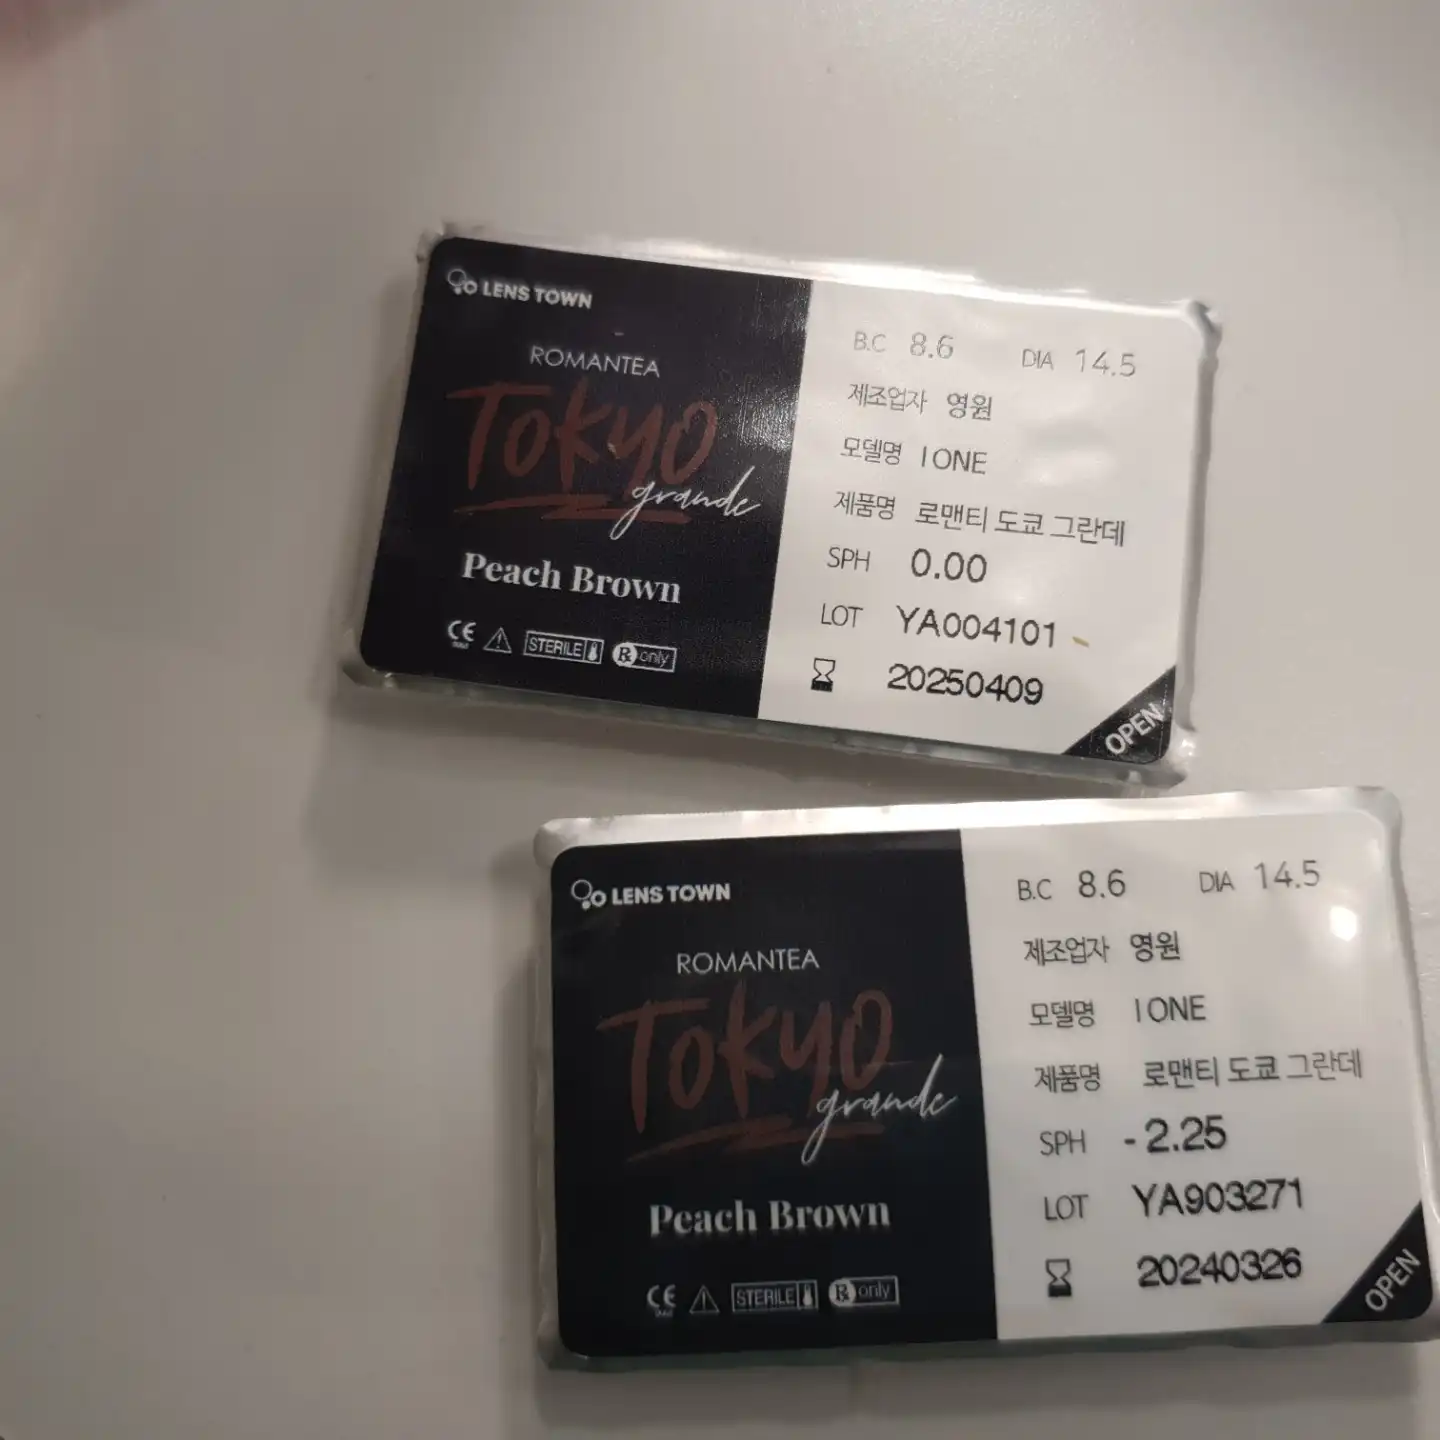 LENS TOWN
ROMANTEA
TOKYO
grande
Peach Brown
CE STERILE Rx only
B.C 8.6 DIA 14.5
제조업자 영원
모델명 IONE
제품명 로맨티 도쿄 그란데
SPH 0.00
LOT YA004101
20250409
OPEN
LENS TOWN
ROMANTEA
TOKYO
grande
Peach Brown
CE STERILE Rx only
B.C 8.6 DIA 14.5
제조업자 영원
모델명 IONE
제품명 로맨티 도쿄 그란데
SPH -2.25
LOT YA903271
20240326
OPEN